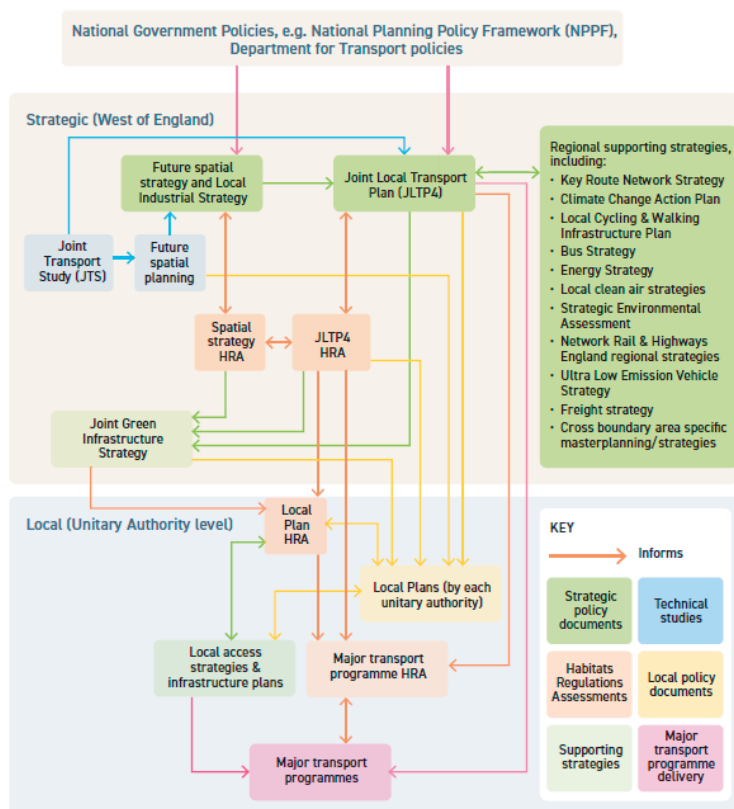 National Government Policies, e.g. National Planning Policy Framework (NPPF),
Department for Transport policies
Strategic (West of England)
Future spatial
strategy and Local
Industrial Strategy
Joint Local Transport
Plan (JLTP4)
Regional supporting strategies,
including:
• Key Route Network Strategy
• Climate Change Action Plan
• Local Cycling & Walking
Infrastructure Plan
• Bus Strategy
• Energy Strategy
• Local clean air strategies
• Strategic Environmental
Assessment
• Network Rail & Highways
England regional strategies
• Ultra Low Emission Vehicle
Strategy
• Freight strategy
• Cross boundary area specific
masterplanning/strategies
Joint
Transport
Study (JTS)
Future
spatial
planning
Spatial
strategy
HRA
JLTP4
HRA
Joint Green
Infrastructure
Strategy
Local (Unitary Authority level)
Local
Plan
HRA
Local Plans (by each
unitary authority)
Local access
strategies &
infrastructure plans
Major transport
programme HRA
Major transport
programmes
KEY
Informs
Strategic
policy
documents
Technical
studies
Habitats
Regulations
Assessments
Local policy
documents
Supporting
strategies
Major
transport
programme
delivery